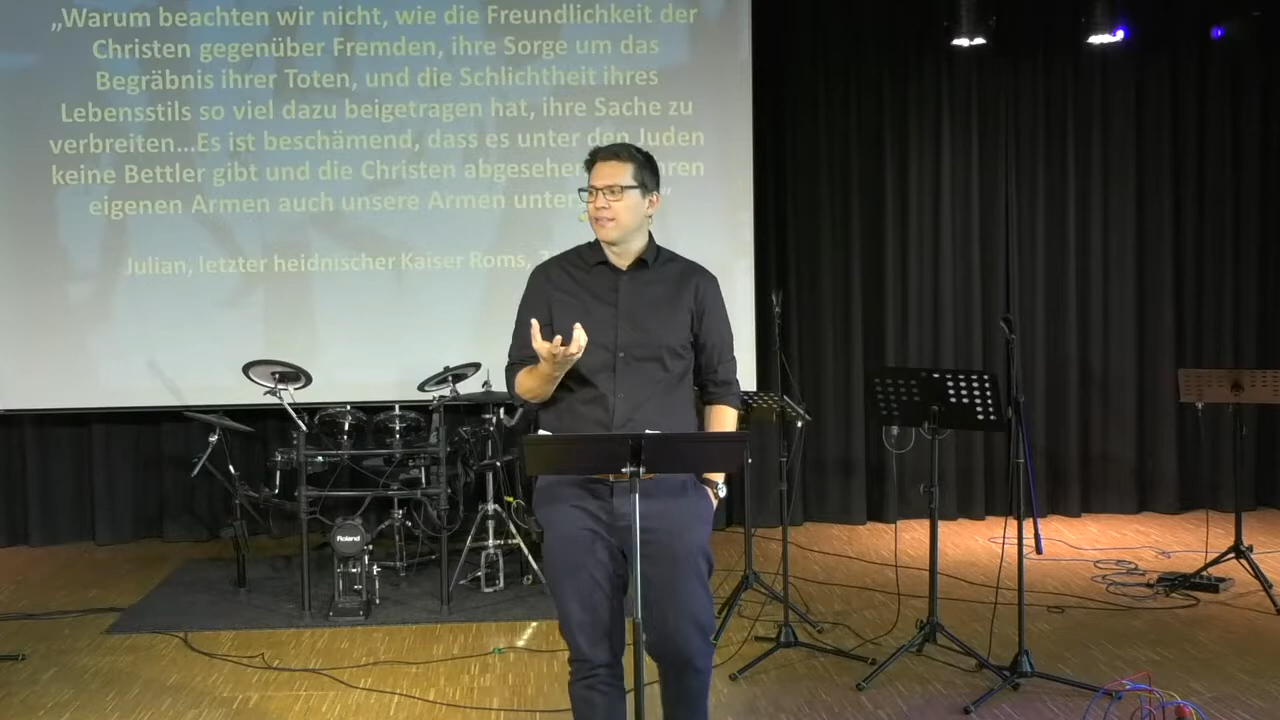 „Warum beachten wir nicht, wie die Freundlichkeit der
Christen gegenüber Fremden, ihre Sorge um das
Begräbnis ihrer Toten, und die Schlichtheit ihres
Lebensstils so viel dazu beigetragen hat, ihre Sache zu
verbreiten...Es ist beschämend, dass es unter den Juden
keine Bettler gibt und die Christen abgesehen
eigenen Armen auch unsere Armen
Julian, letzter heidnischer Kaiser Roms,
Roland